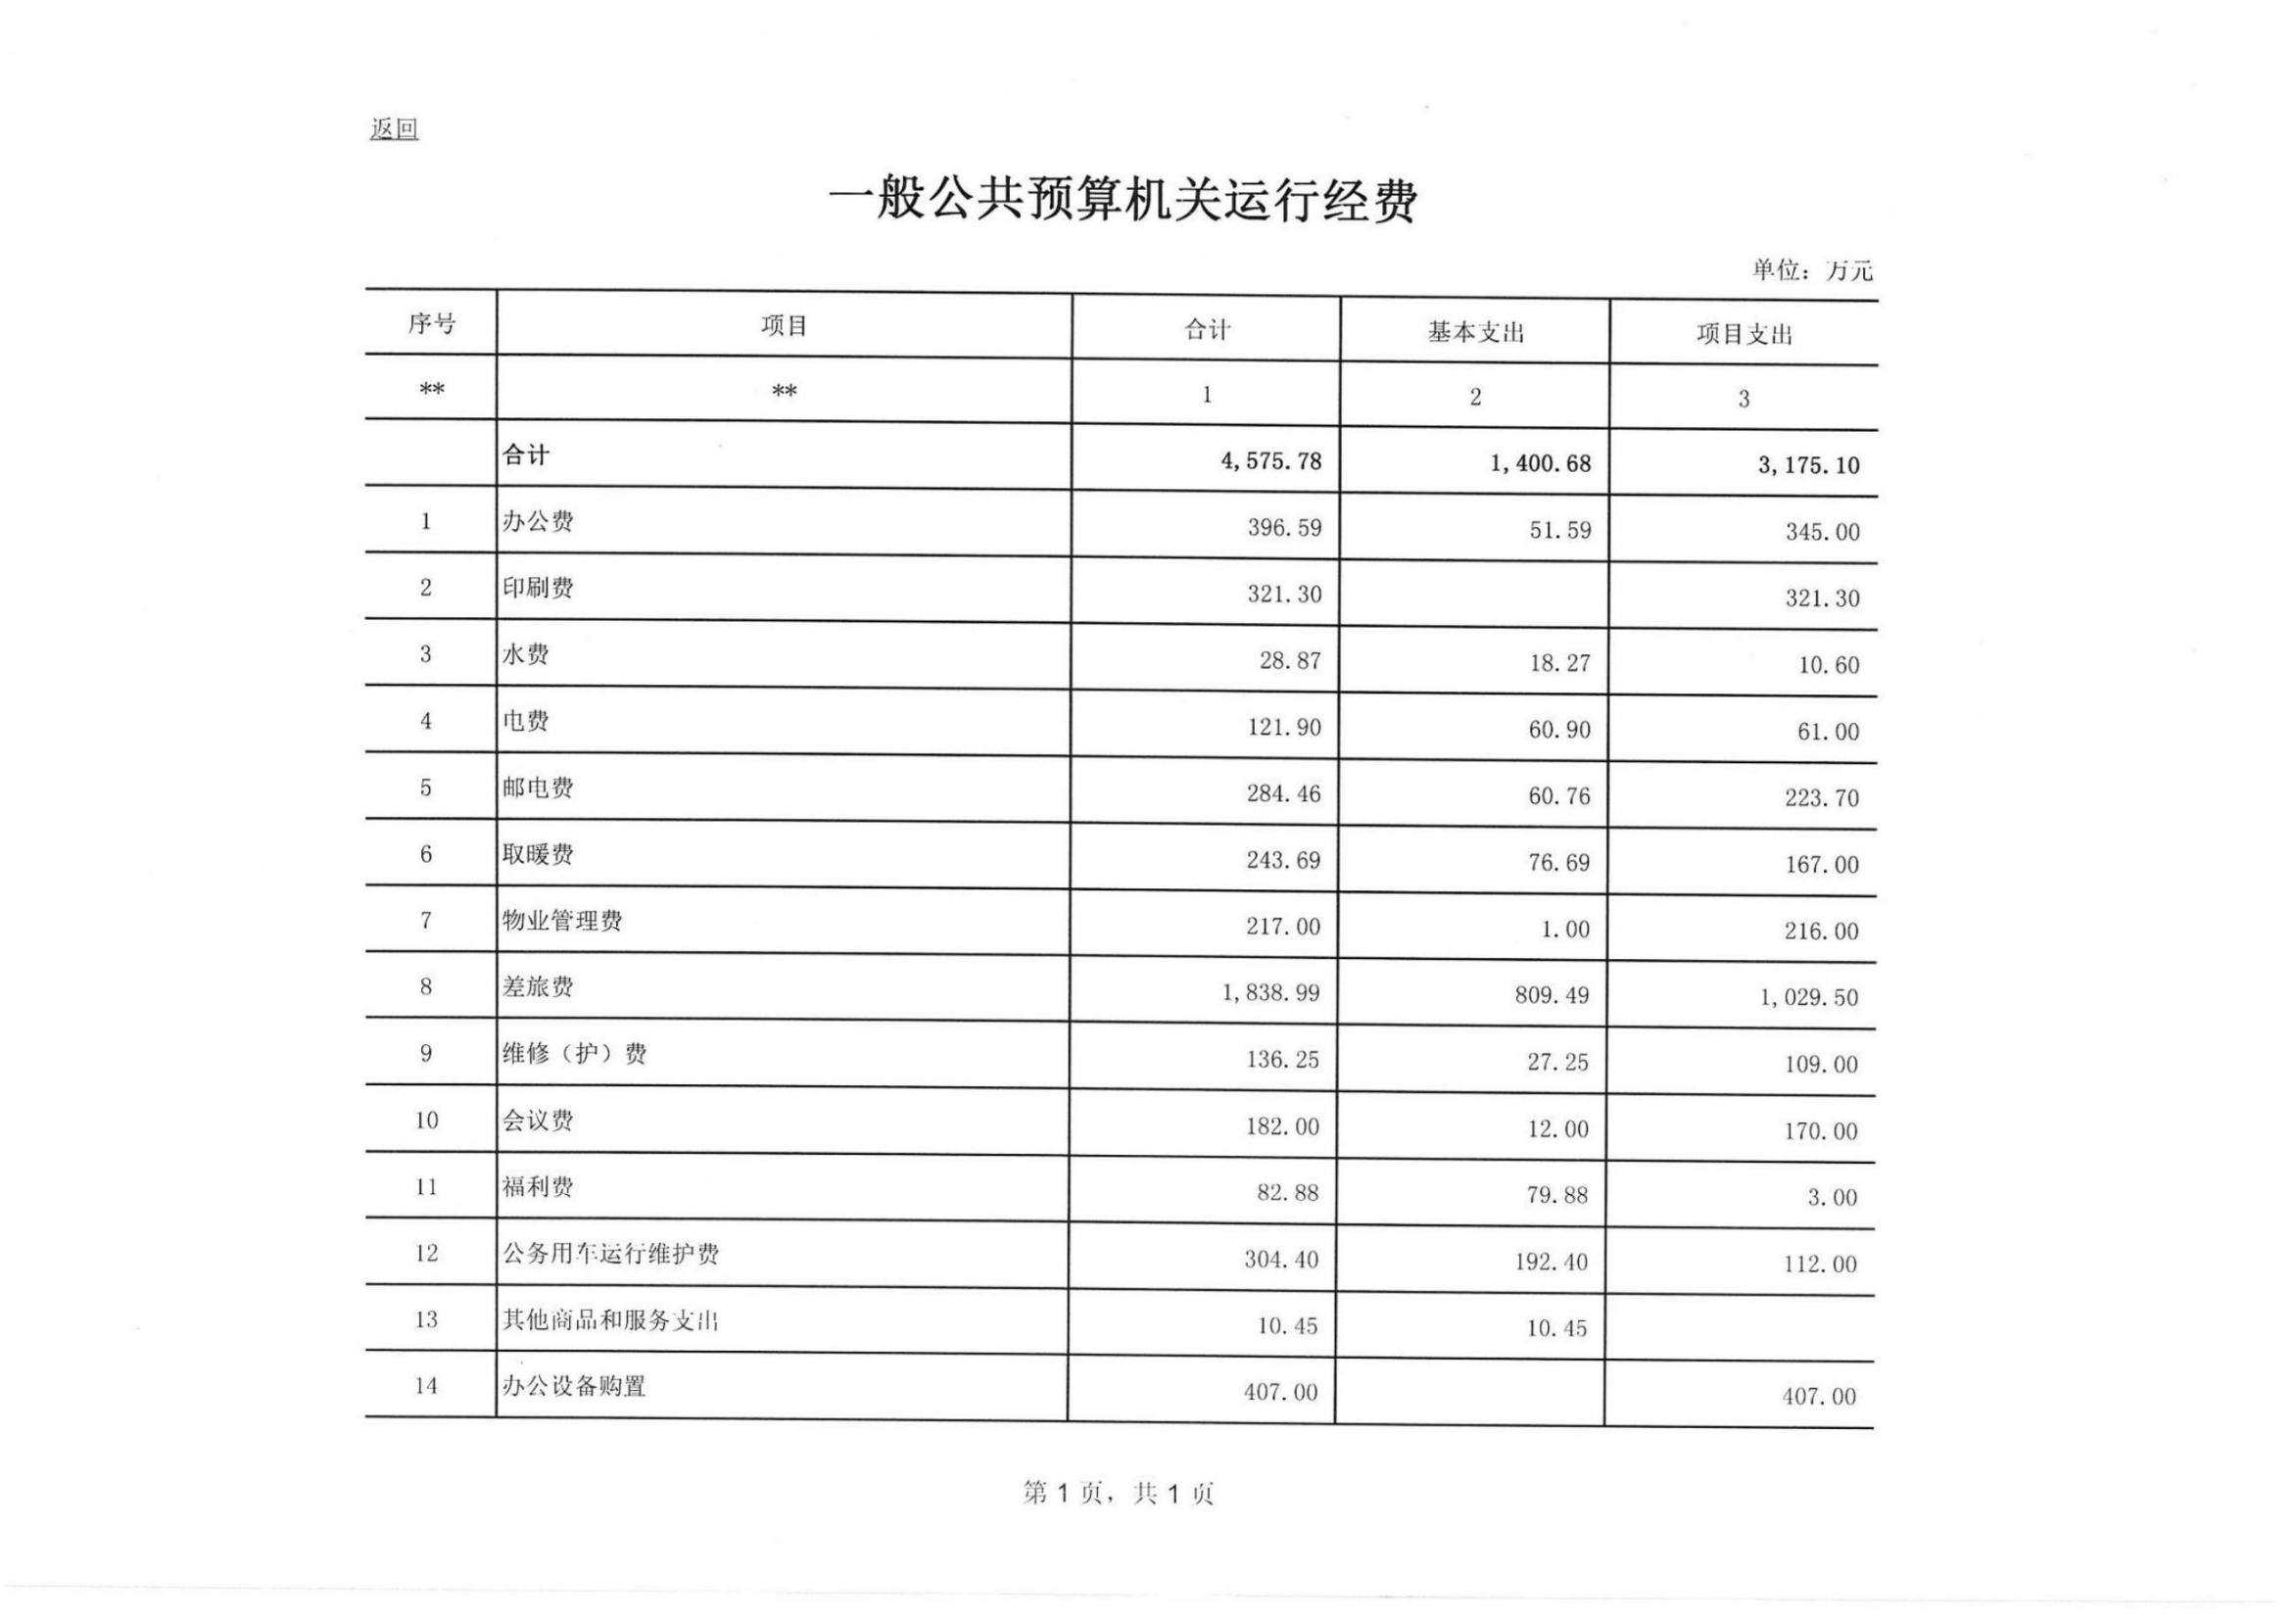 返回
一般公共预算机关运行经费
单位：万元
序号 项目 合计 基本支出 项目支出
** ** 1 2 3
合计 4,575.78 1,400.68 3,175.10
1 办公费 396.59 51.59 345.00
2 印刷费 321.30 321.30
3 水费 28.87 18.27 10.60
4 电费 121.90 60.90 61.00
5 邮电费 284.46 60.76 223.70
6 取暖费 243.69 76.69 167.00
7 物业管理费 217.00 1.00 216.00
8 差旅费 1,838.99 809.49 1,029.50
9 维修（护）费 136.25 27.25 109.00
10 会议费 182.00 12.00 170.00
11 福利费 82.88 79.88 3.00
12 公务用车运行维护费 304.40 192.40 112.00
13 其他商品和服务支出 10.45 10.45
14 办公设备购置 407.00 407.00
第 1 页，共 1 页